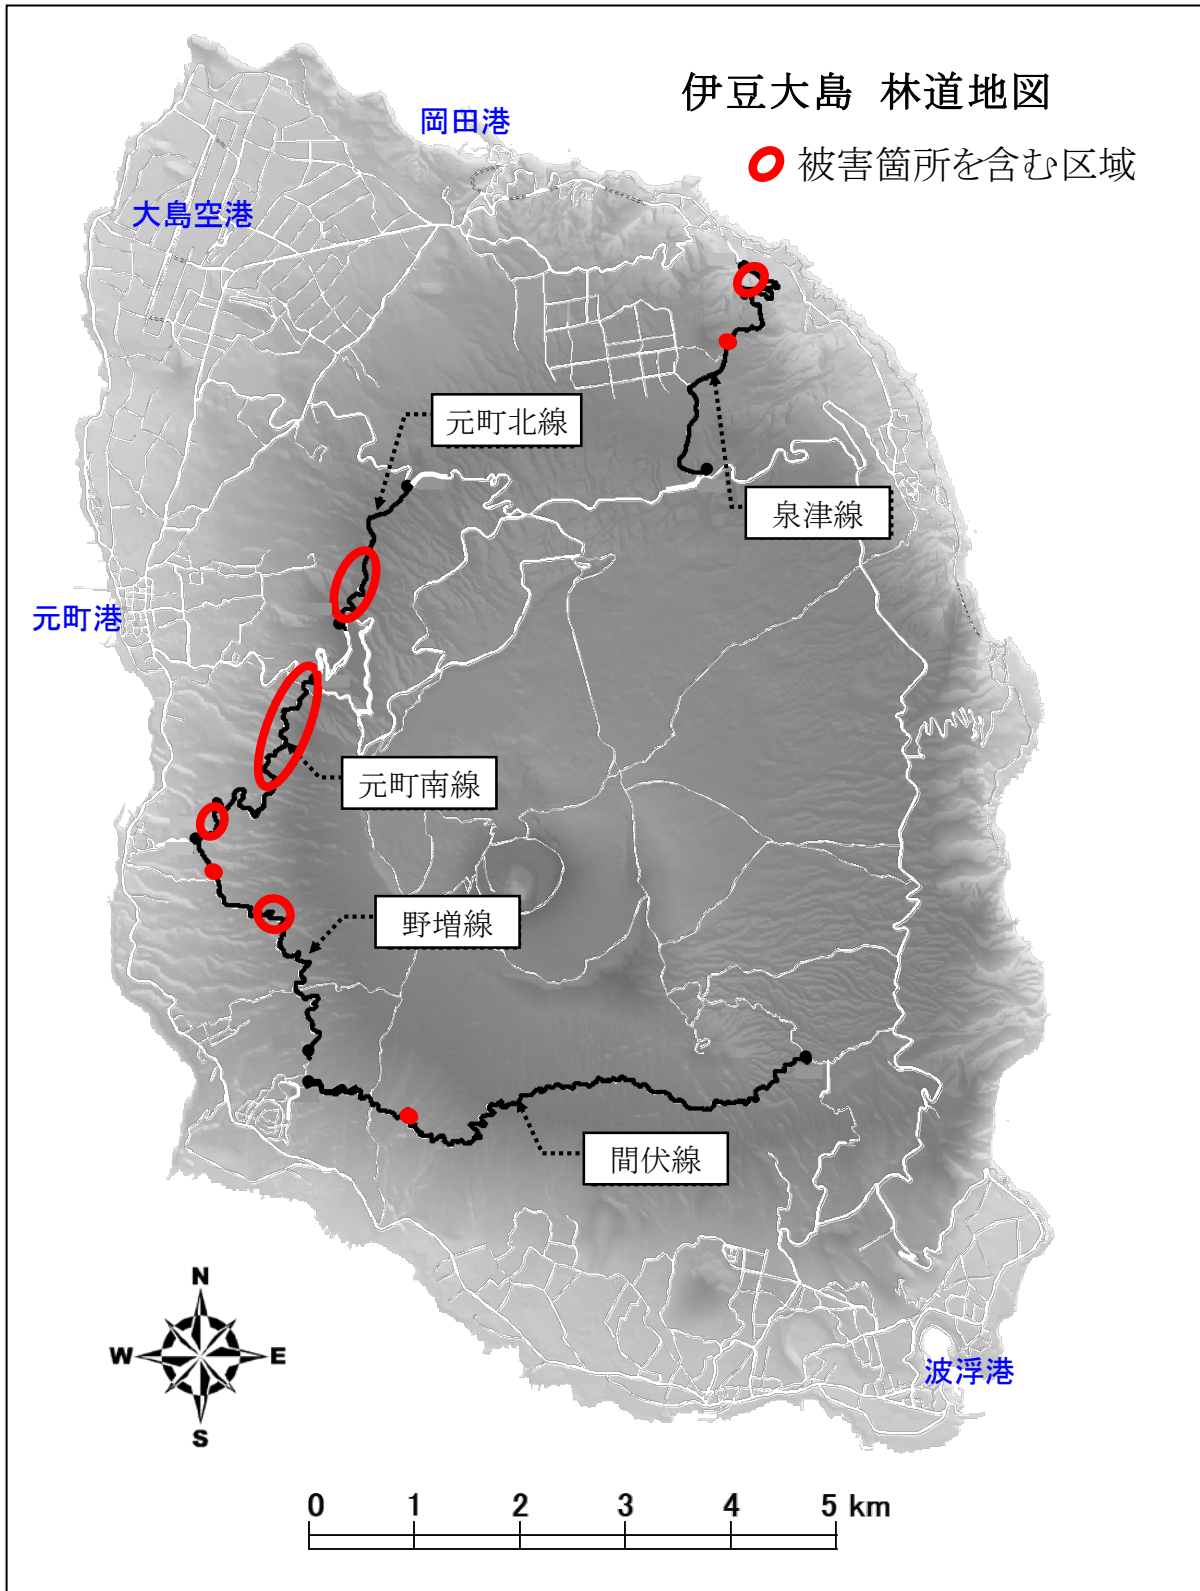 伊豆大島 林道地図
被害箇所を含む区域
岡田港
大島空港
元町北線
泉津線
元町港
元町南線
野増線
間伏線
波浮港
N
W E
S
0 1 2 3 4 5 km